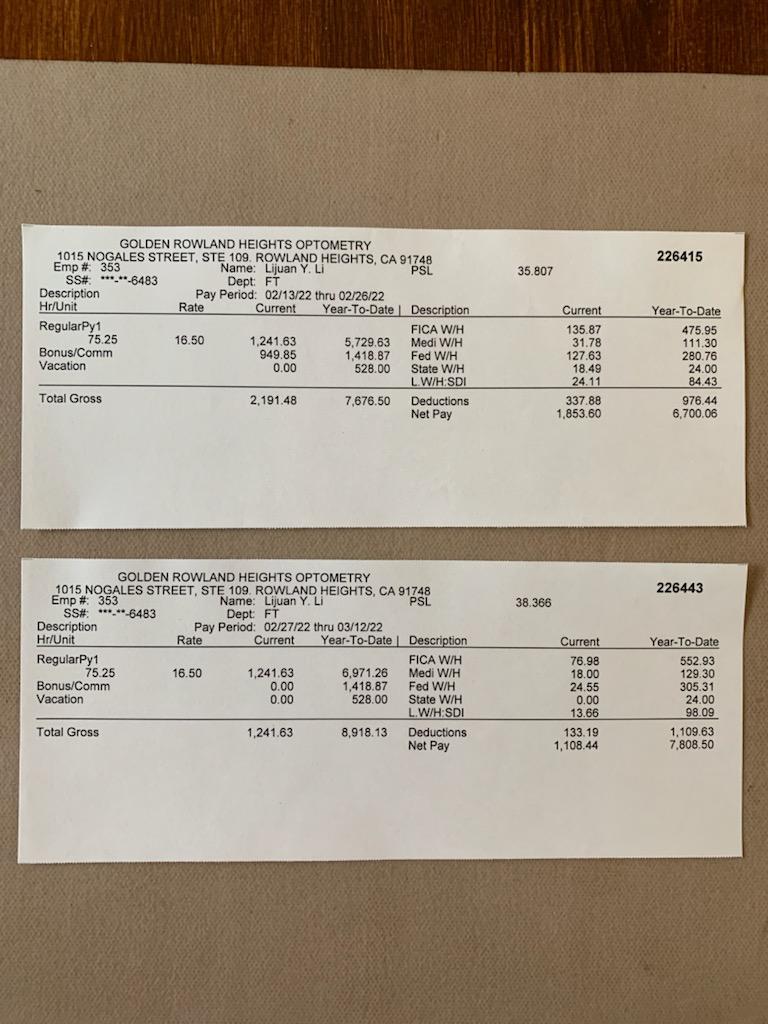 GOLDEN ROWLAND HEIGHTS OPTOMETRY
1015 NOGALES STREET, STE 109. ROWLAND HEIGHTS, CA 91748 226415
Emp #: 353 Name: Lijuan Y. Li PSL 35.807
SS#: ***-**-6483 Dept: FT
Description Pay Period: 02/13/22 thru 02/26/22
Hr/Unit Rate Current Year-To-Date | Description Current Year-To-Date
RegularPy1 FICA W/H 135.87 475.95
75.25 16.50 1,241.63 5,729.63 Medi W/H 31.78 111.30
Bonus/Comm 949.85 1,418.87 Fed W/H 127.63 280.76
Vacation 0.00 528.00 State W/H 18.49 24.00
L.W/H:SDI 24.11 84.43
Total Gross 2,191.48 7,676.50 Deductions 337.88 976.44
Net Pay 1,853.60 6,700.06
GOLDEN ROWLAND HEIGHTS OPTOMETRY
1015 NOGALES STREET, STE 109. ROWLAND HEIGHTS, CA 91748 226443
Emp #: 353 Name: Lijuan Y. Li PSL 38.366
SS#: ***-**-6483 Dept: FT
Description Pay Period: 02/27/22 thru 03/12/22
Hr/Unit Rate Current Year-To-Date | Description Current Year-To-Date
RegularPy1 FICA W/H 76.98 552.93
75.25 16.50 1,241.63 6,971.26 Medi W/H 18.00 129.30
Bonus/Comm 0.00 1,418.87 Fed W/H 24.55 305.31
Vacation 0.00 528.00 State W/H 0.00 24.00
L.W/H:SDI 13.66 98.09
Total Gross 1,241.63 8,918.13 Deductions 133.19 1,109.63
Net Pay 1,108.44 7,808.50